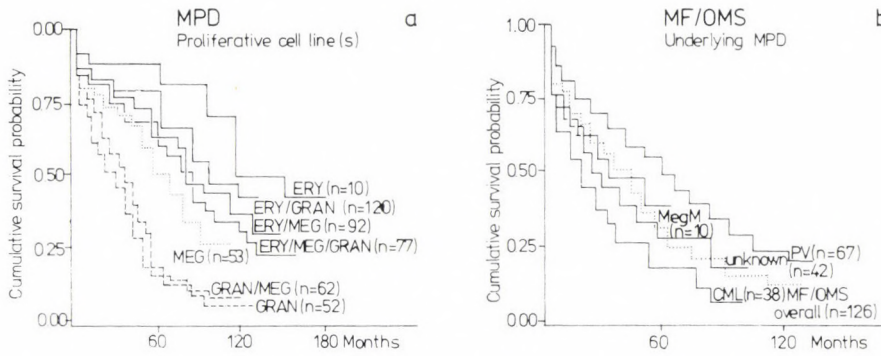 MPD
a
Proliferative cell line(s)
Cumulative survival probability
0.00
0.75
0.50
0.25
0.00
ERY (n=10)
ERY/GRAN (n=120)
ERY/MEG (n=92)
ERY/MEG/GRAN (n=77)
MEG (n=53)
GRAN/MEG (n=62)
GRAN (n=52)
60
120
180 Months
MF/OMS
b
Underlying MPD
Cumulative survival probability
1.00
0.75
0.50
0.25
0.00
MegM
(n=10)
unknown
(n=42)
PV (n=67)
CML (n=38)
MF/OMS
overall (n=126)
60
120 Months